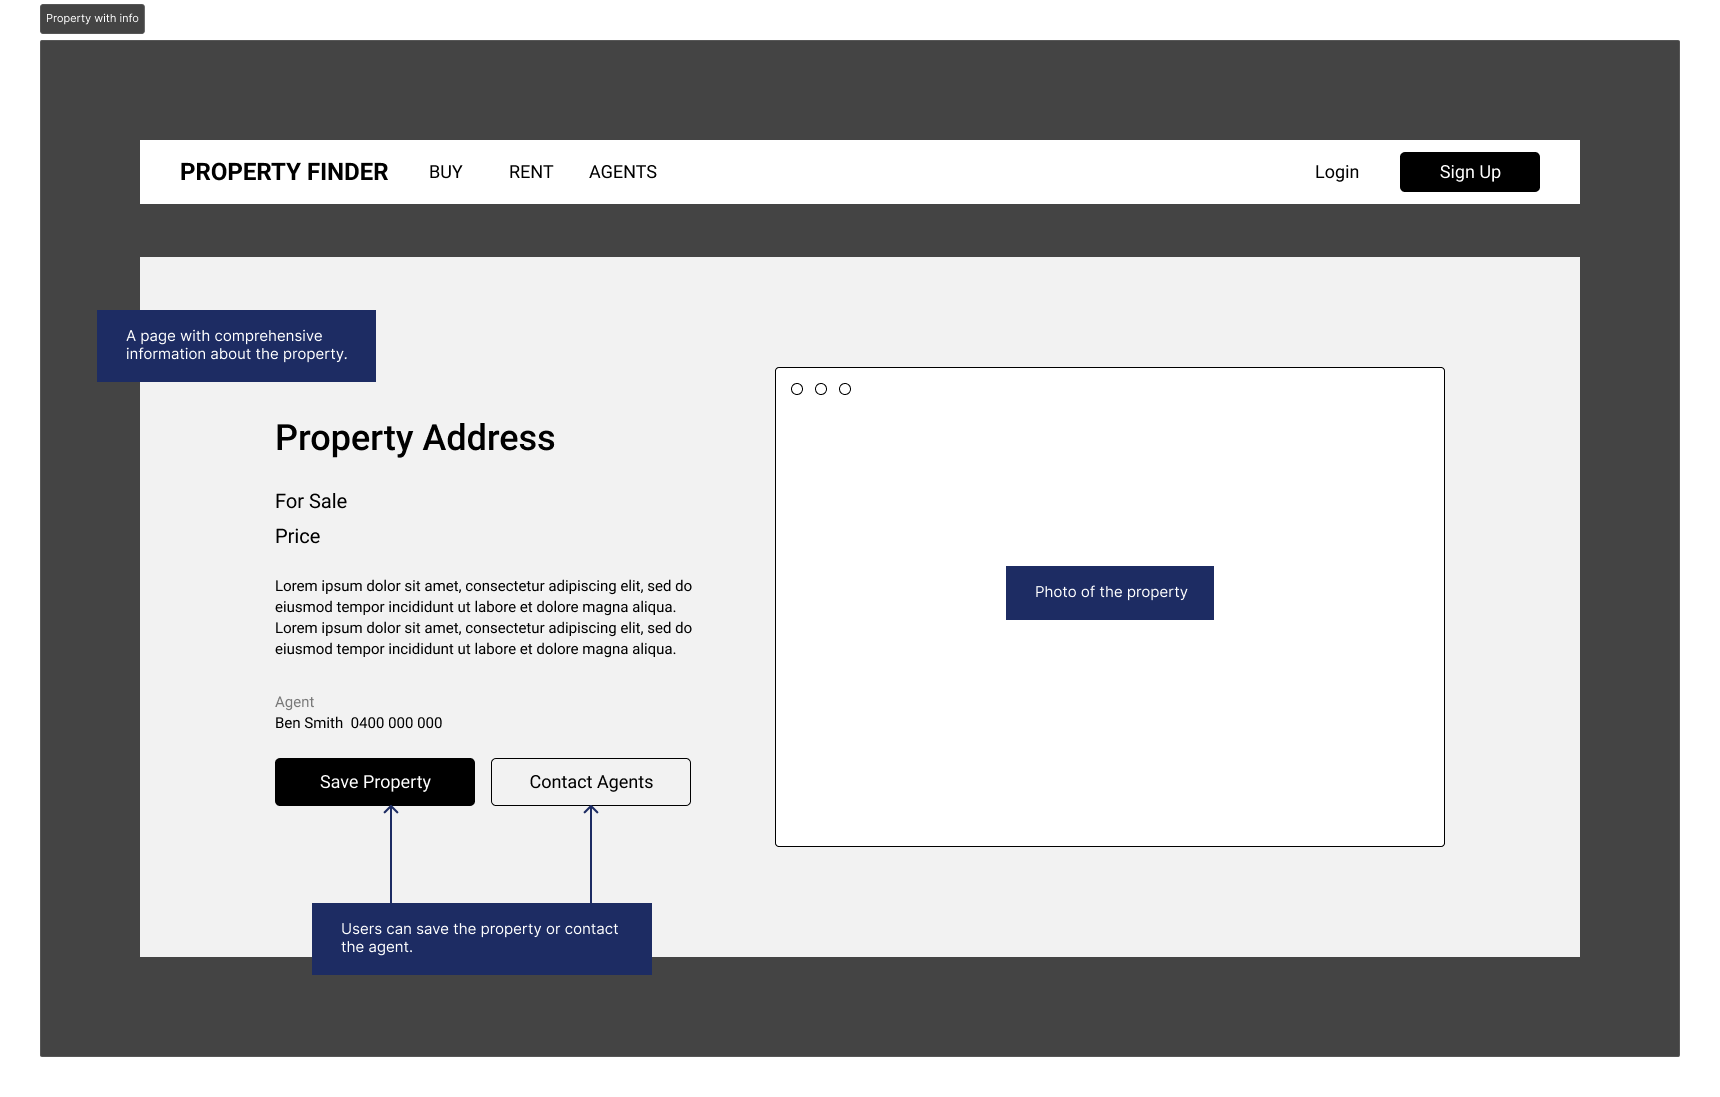 Property with info
PROPERTY FINDER BUY RENT AGENTS Login Sign Up
A page with comprehensive
information about the property.
Property Address
For Sale
Price
Lorem ipsum dolor sit amet, consectetur adipiscing elit, sed do
eiusmod tempor incididunt ut labore et dolore magna aliqua.
Lorem ipsum dolor sit amet, consectetur adipiscing elit, sed do
eiusmod tempor incididunt ut labore et dolore magna aliqua.
Agent
Ben Smith 0400 000 000
Save Property Contact Agents
Users can save the property or contact
the agent.
Photo of the property